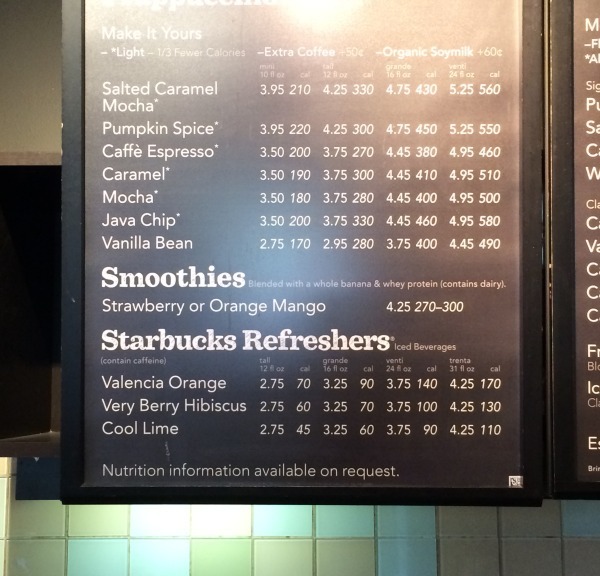 Make It Yours
– *Light – 1/3 Fewer Calories –Extra Coffee +50¢ –Organic Soymilk +60¢
mini tall grande venti
10 fl oz cal 12 fl oz cal 16 fl oz cal 24 fl oz cal
Salted Caramel 3.95 210 4.25 330 4.75 430 5.25 560
Mocha*
Pumpkin Spice* 3.95 220 4.25 300 4.75 450 5.25 550
Caffè Espresso* 3.50 200 3.75 270 4.45 380 4.95 460
Caramel* 3.50 190 3.75 300 4.45 410 4.95 510
Mocha* 3.50 180 3.75 280 4.45 400 4.95 500
Java Chip* 3.50 200 3.75 330 4.45 460 4.95 580
Vanilla Bean 2.75 170 2.95 280 3.75 400 4.45 490
Smoothies Blended with a whole banana & whey protein (contains dairy).
Strawberry or Orange Mango 4.25 270–300
Starbucks Refreshers® Iced Beverages
(contain caffeine) tall grande venti trenta
12 fl oz cal 16 fl oz cal 24 fl oz cal 31 fl oz cal
Valencia Orange 2.75 70 3.25 90 3.75 140 4.25 170
Very Berry Hibiscus 2.75 60 3.25 70 3.75 100 4.25 130
Cool Lime 2.75 45 3.25 60 3.75 90 4.25 110
Nutrition information available on request.